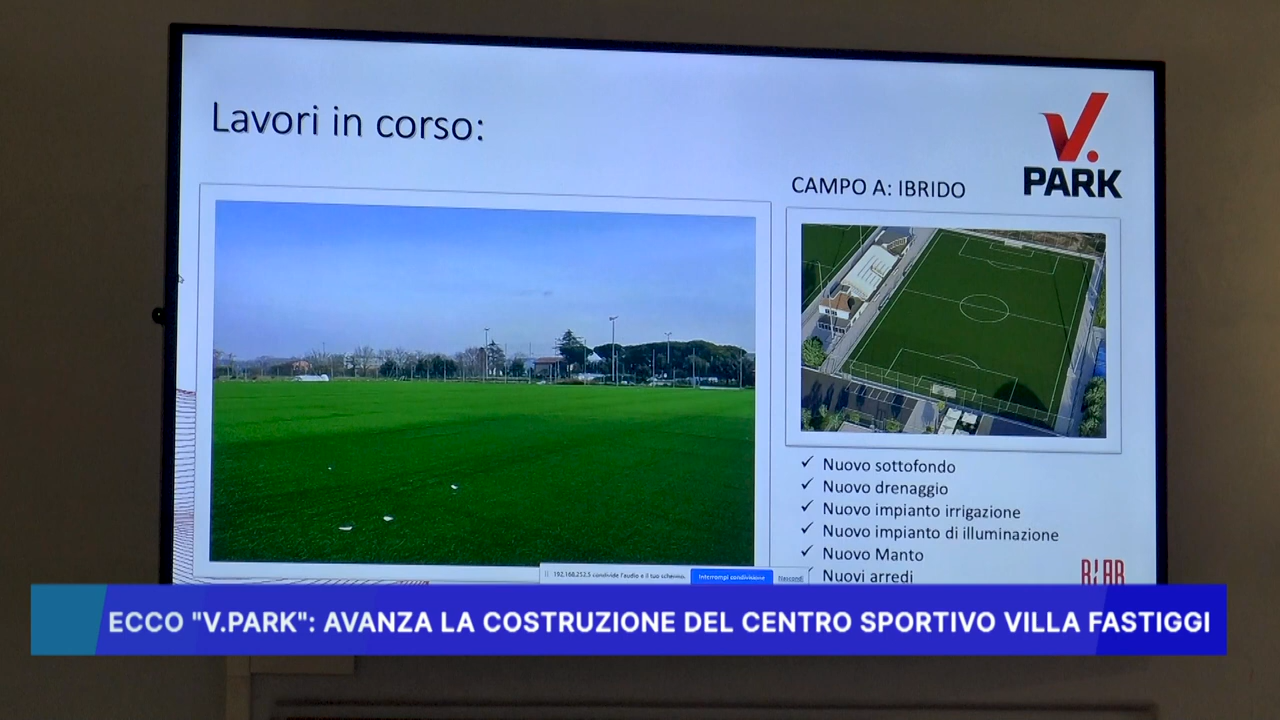 Lavori in corso:
V.
PARK
CAMPO A: IBRIDO
✓ Nuovo sottofondo
✓ Nuovo drenaggio
✓ Nuovo impianto irrigazione
✓ Nuovo impianto di illuminazione
✓ Nuovo Manto
✓ Nuovi arredi
192.168.252.5 condivide l'audio e il tuo schermo.
Interrompi condivisione
Nascondi
ECCO "V.PARK": AVANZA LA COSTRUZIONE DEL CENTRO SPORTIVO VILLA FASTIGGI